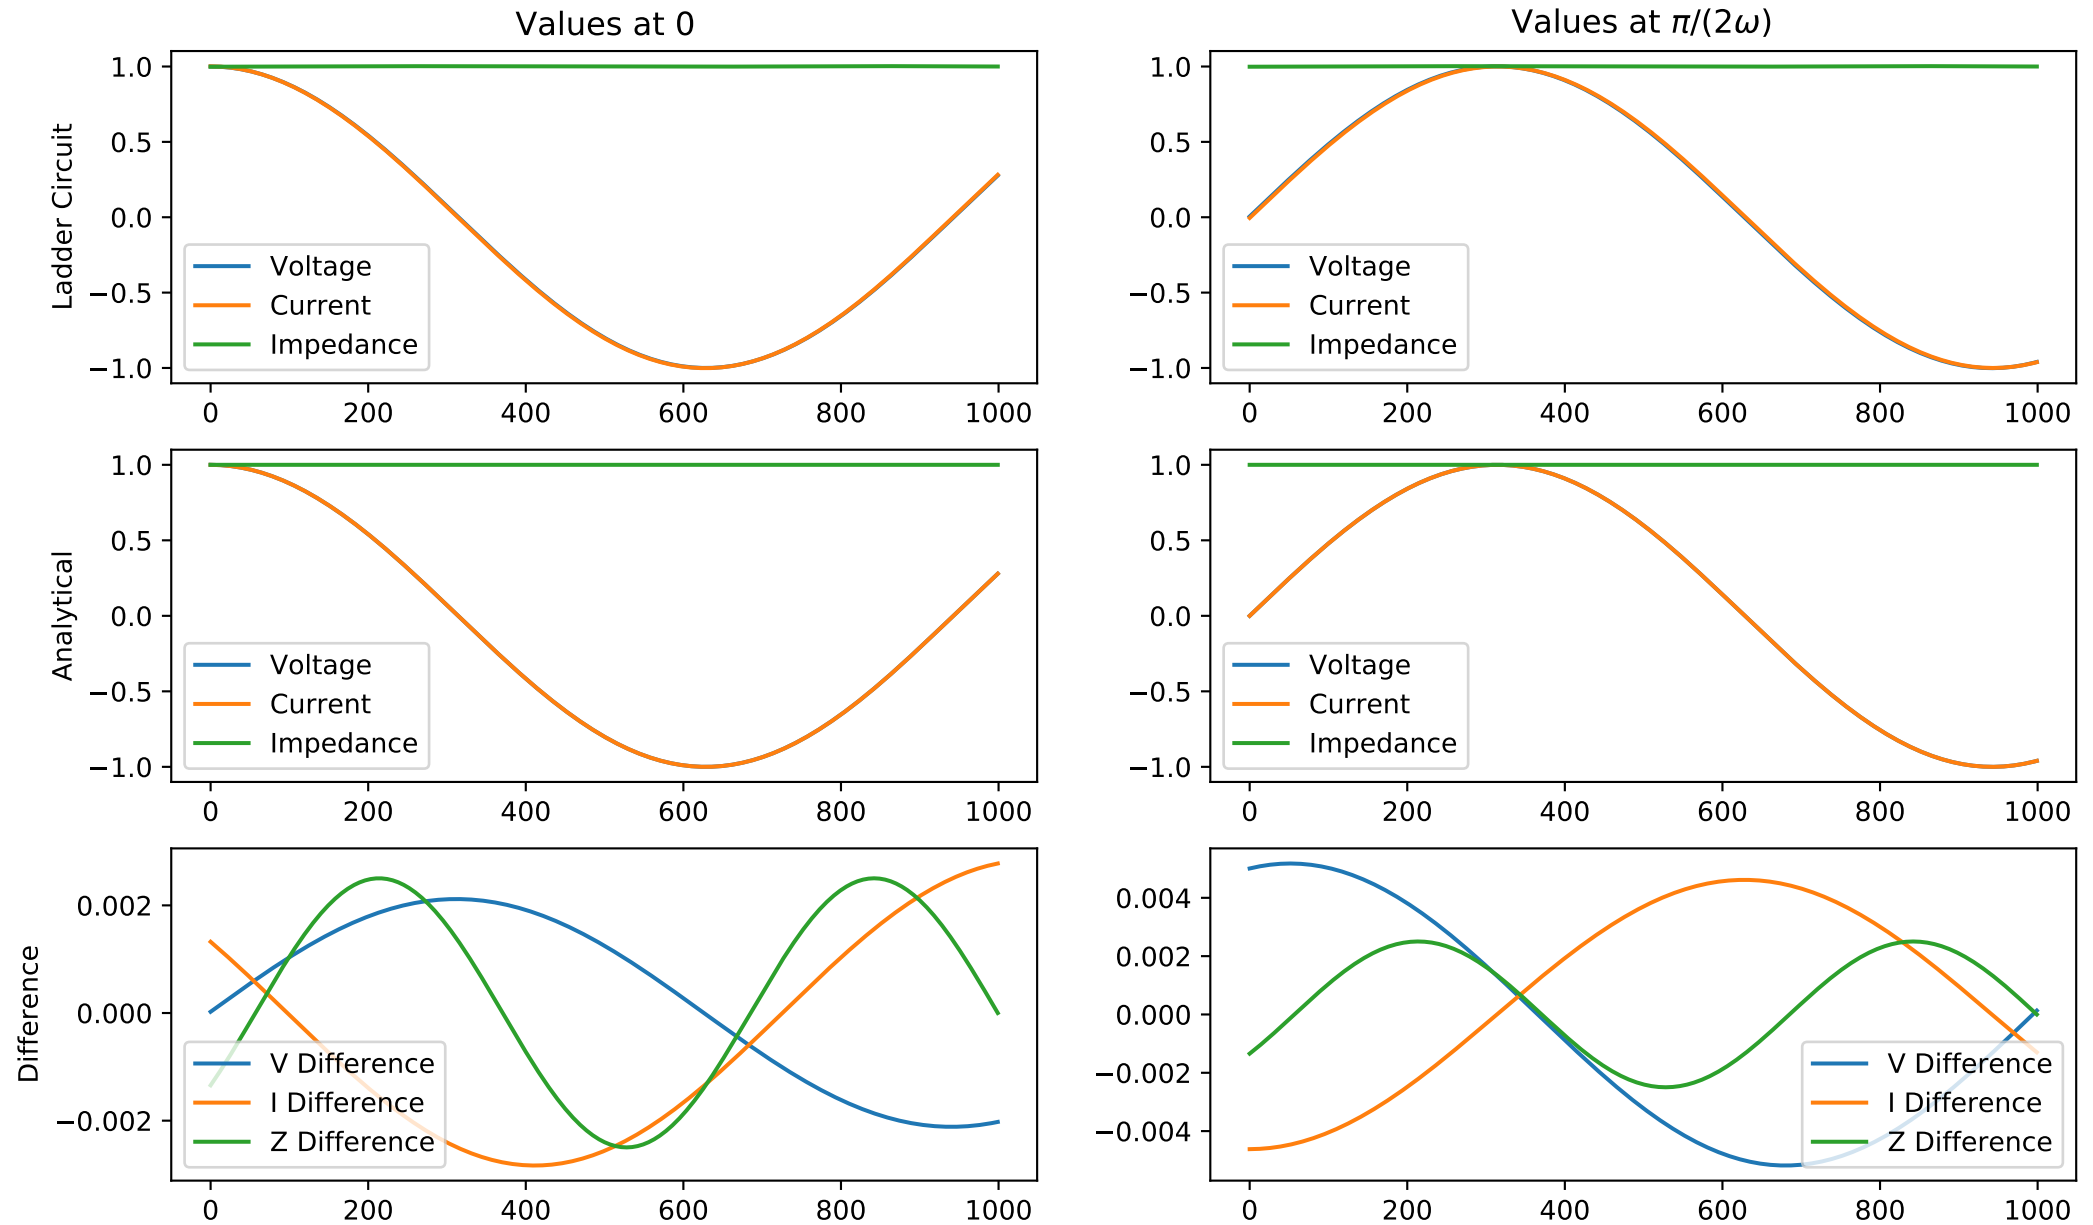 Values at 0
Values at π/(2ω)
Ladder Circuit
1.0
0.5
0.0
−0.5
−1.0
Voltage
Current
Impedance
0 200 400 600 800 1000
1.0
0.5
0.0
−0.5
−1.0
Voltage
Current
Impedance
0 200 400 600 800 1000
Analytical
1.0
0.5
0.0
−0.5
−1.0
Voltage
Current
Impedance
0 200 400 600 800 1000
1.0
0.5
0.0
−0.5
−1.0
Voltage
Current
Impedance
0 200 400 600 800 1000
Difference
0.002
0.000
−0.002
V Difference
I Difference
Z Difference
0 200 400 600 800 1000
0.004
0.002
0.000
−0.002
−0.004
V Difference
I Difference
Z Difference
0 200 400 600 800 1000